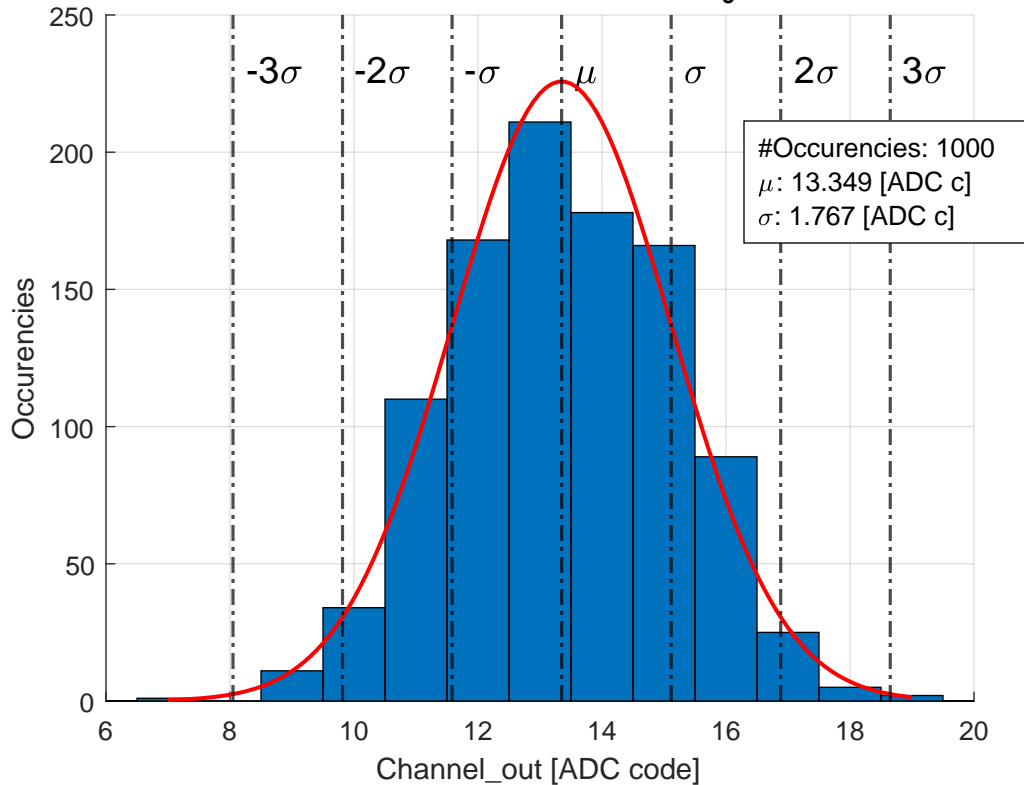 250
-3σ -2σ -σ μ σ 2σ 3σ
#Occurencies: 1000
μ: 13.349 [ADC c]
σ: 1.767 [ADC c]
200
150
100
50
0
Occurencies
6 8 10 12 14 16 18 20
Channel_out [ADC code]